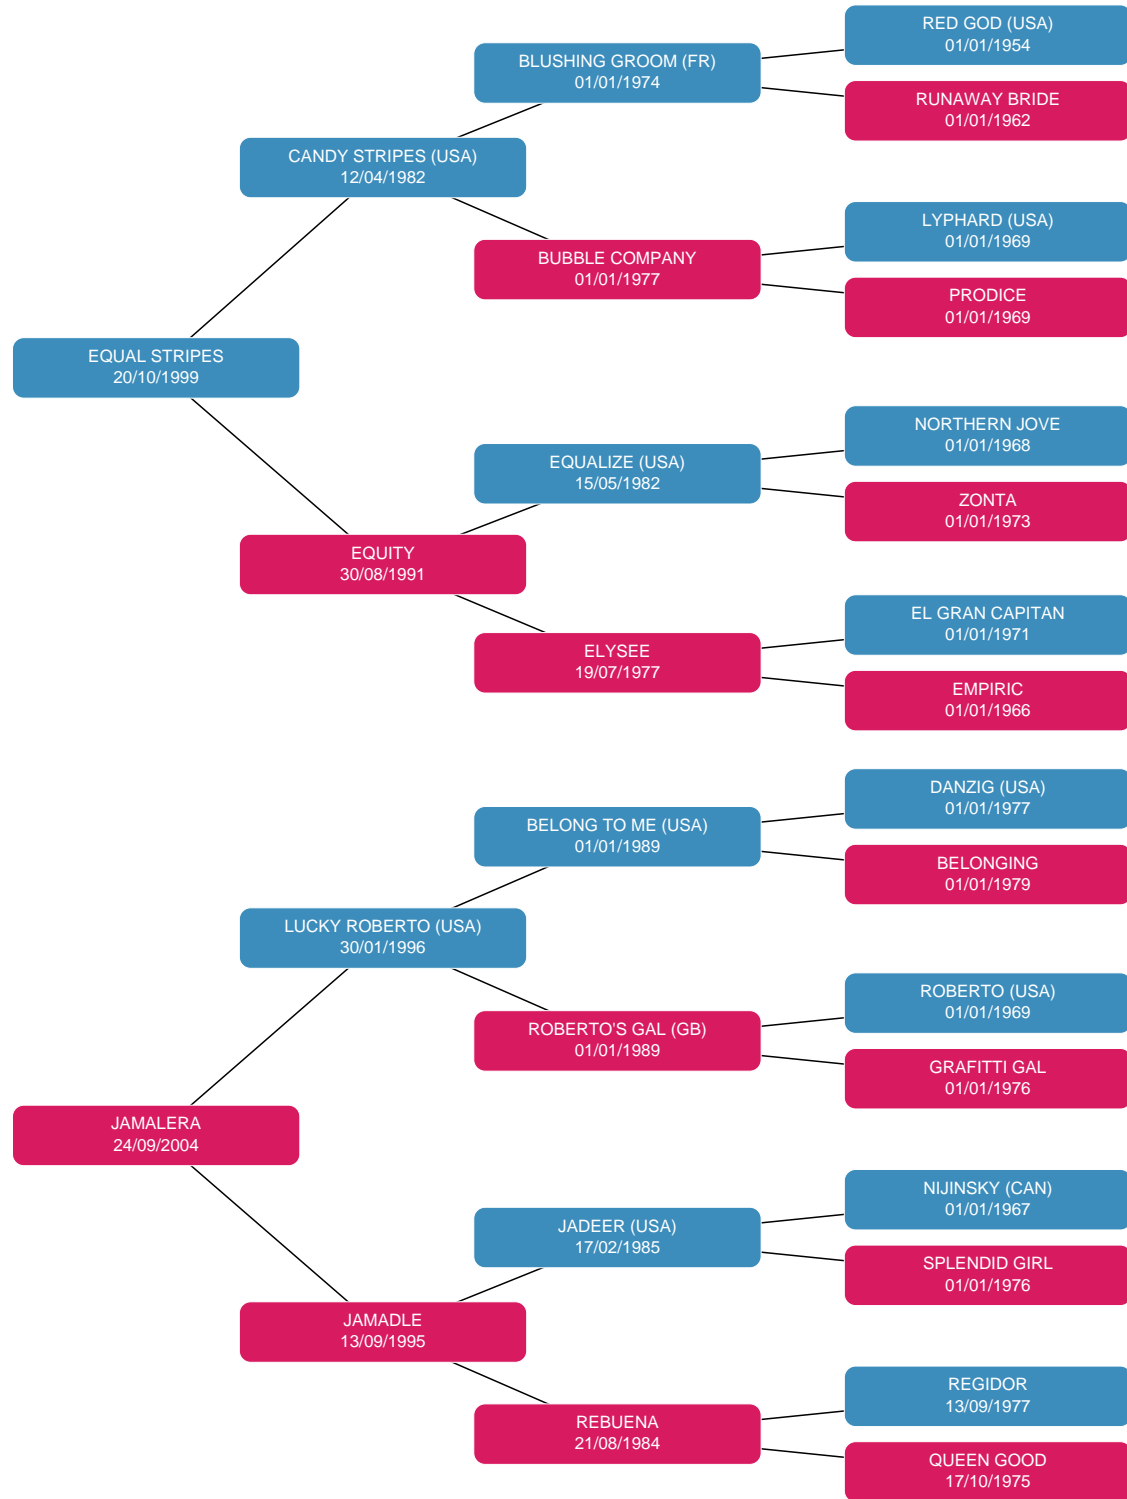 RED GOD (USA)
01/01/1954
BLUSHING GROOM (FR)
01/01/1974
RUNAWAY BRIDE
01/01/1962
CANDY STRIPES (USA)
12/04/1982
LYPHARD (USA)
01/01/1969
BUBBLE COMPANY
01/01/1977
PRODICE
01/01/1969
EQUAL STRIPES
20/10/1999
NORTHERN JOVE
01/01/1968
EQUALIZE (USA)
15/05/1982
ZONTA
01/01/1973
EQUITY
30/08/1991
EL GRAN CAPITAN
01/01/1971
ELYSEE
19/07/1977
EMPIRIC
01/01/1966
DANZIG (USA)
01/01/1977
BELONG TO ME (USA)
01/01/1989
BELONGING
01/01/1979
LUCKY ROBERTO (USA)
30/01/1996
ROBERTO (USA)
01/01/1969
ROBERTO'S GAL (GB)
01/01/1989
GRAFITTI GAL
01/01/1976
JAMALERA
24/09/2004
NIJINSKY (CAN)
01/01/1967
JADEER (USA)
17/02/1985
SPLENDID GIRL
01/01/1976
JAMADLE
13/09/1995
REGIDOR
13/09/1977
REBUENA
21/08/1984
QUEEN GOOD
17/10/1975